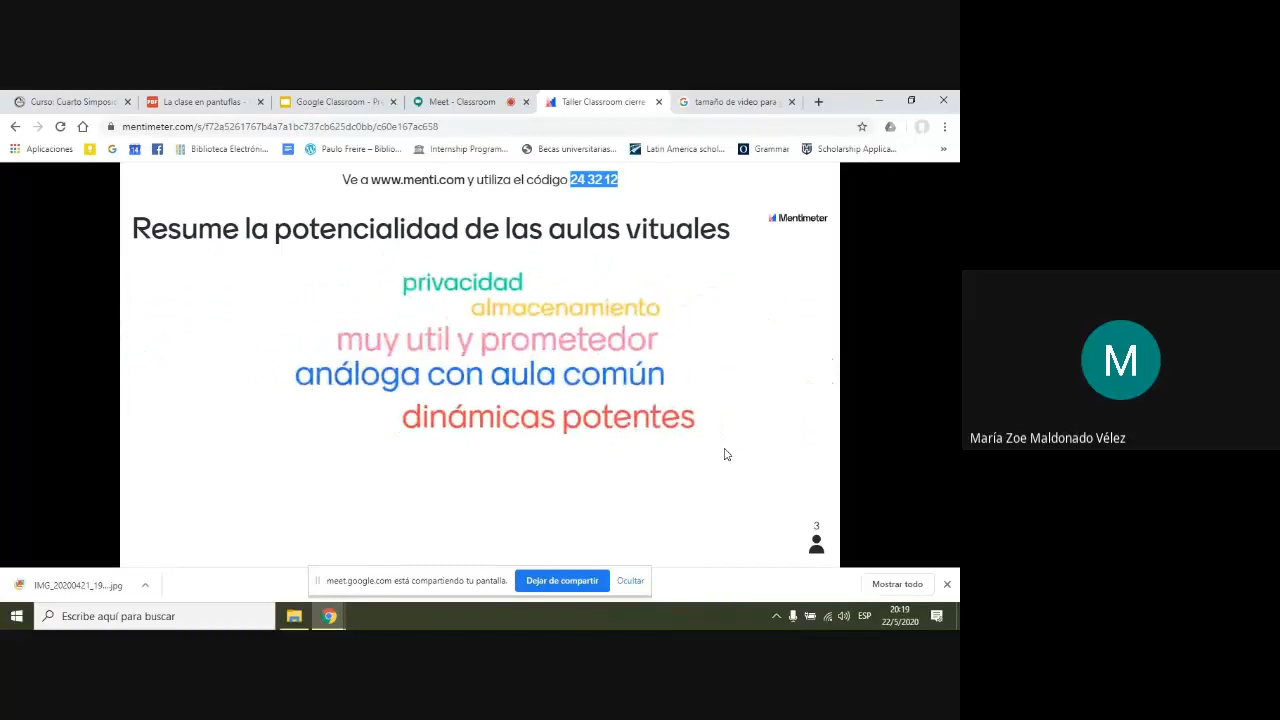 Curso: Cuarto Simposi
La clase en pantuflas -
Google Classroom - Pre
Meet - Classroom
Taller Classroom cierre
tamaño de video para
mentimeter.com/s/f72a5261767b4a7a1bc737cb625dc0bb/c60e167ac658
Aplicaciones
14
Biblioteca Electróni...
Paulo Freire – Biblio...
Internship Program...
Becas universitarias...
Latin America schol...
Grammar
Scholarship Applica...
Ve a www.menti.com y utiliza el código 24 32 12
Resume la potencialidad de las aulas vituales
Mentimeter
privacidad
almacenamiento
muy util y prometedor
análoga con aula común
dinámicas potentes
3
M
María Zoe Maldonado Vélez
IMG_20200421_19....jpg
meet.google.com está compartiendo tu pantalla.
Dejar de compartir
Ocultar
Mostrar todo
Escribe aquí para buscar
ESP
20:19
22/5/2020